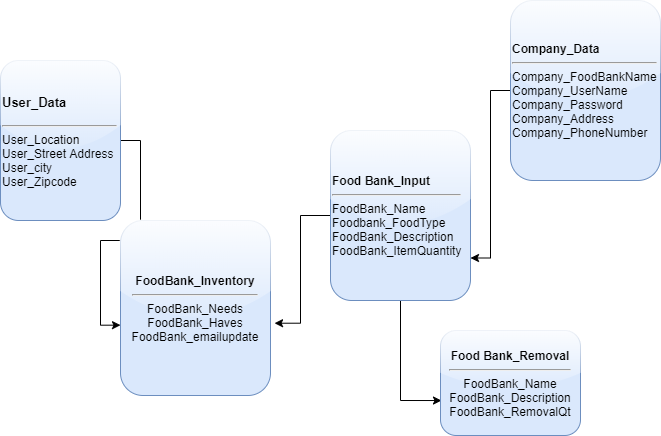 Company_Data
Company_FoodBankName
Company_UserName
Company_Password
Company_Address
Company_PhoneNumber
User_Data
User_Location
User_Street Address
User_city
User_Zipcode
Food Bank_Input
FoodBank_Name
Foodbank_FoodType
FoodBank_Description
FoodBank_ItemQuantity
FoodBank_Inventory
FoodBank_Needs
FoodBank_Haves
FoodBank_emailupdate
Food Bank_Removal
FoodBank_Name
FoodBank_Description
FoodBank_RemovalQt